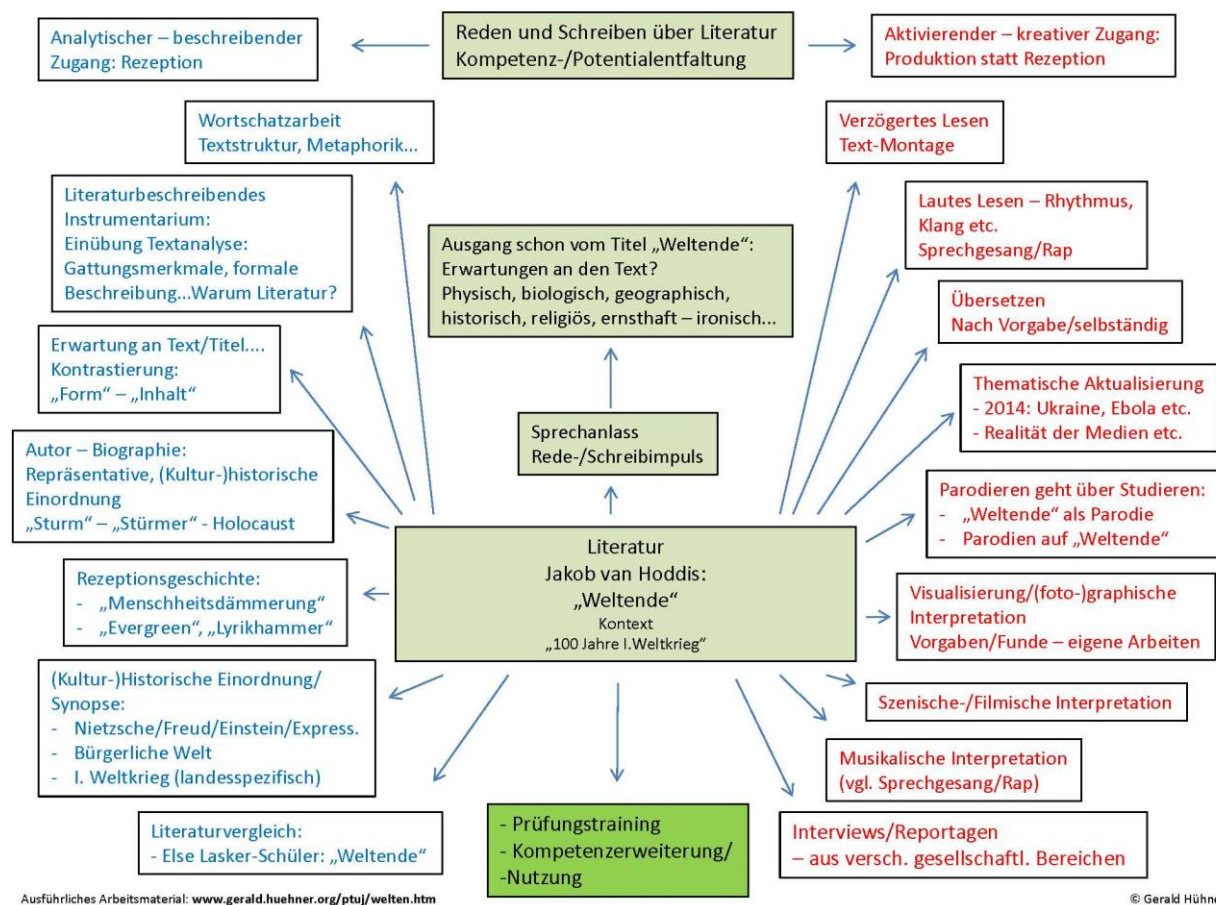 Analytischer – beschreibender
Zugang: Rezeption
Reden und Schreiben über Literatur
Kompetenz-/Potentialentfaltung
Aktivierender – kreativer Zugang:
Produktion statt Rezeption
Wortschatzarbeit
Textstruktur, Metaphorik...
Verzögertes Lesen
Text-Montage
Literaturbeschreibendes
Instrumentarium:
Einübung Textanalyse:
Gattungsmerkmale, formale
Beschreibung...Warum Literatur?
Ausgang schon vom Titel „Weltende“:
Erwartungen an den Text?
Physisch, biologisch, geographisch,
historisch, religiös, ernsthaft – ironisch...
Lautes Lesen – Rhythmus,
Klang etc.
Sprechgesang/Rap
Übersetzen
Nach Vorgabe/selbständig
Erwartung an Text/Titel....
Kontrastierung:
„Form“ – „Inhalt“
Thematische Aktualisierung
- 2014: Ukraine, Ebola etc.
- Realität der Medien etc.
Sprechanlass
Rede-/Schreibimpuls
Autor – Biographie:
Repräsentative, (Kultur-)historische
Einordnung
„Sturm“ – „Stürmer“ - Holocaust
Parodieren geht über Studieren:
- „Weltende“ als Parodie
- Parodien auf „Weltende“
Literatur
Jakob van Hoddis:
„Weltende“
Kontext
„100 Jahre I.Weltkrieg“
Rezeptionsgeschichte:
- „Menschheitsdämmerung“
- „Evergreen“, „Lyrikhammer“
Visualisierung/(foto-)graphische
Interpretation
Vorgaben/Funde – eigene Arbeiten
(Kultur-)Historische Einordnung/
Synopse:
- Nietzsche/Freud/Einstein/Express.
- Bürgerliche Welt
- I. Weltkrieg (landesspezifisch)
Szenische-/Filmische Interpretation
Musikalische Interpretation
(vgl. Sprechgesang/Rap)
Literaturvergleich:
- Else Lasker-Schüler: „Weltende“
- Prüfungstraining
- Kompetenzerweiterung/
-Nutzung
Interviews/Reportagen
– aus versch. gesellschaftl. Bereichen
Ausführliches Arbeitsmaterial: www.gerald.huehner.org/ptuj/welten.htm
© Gerald Hühne